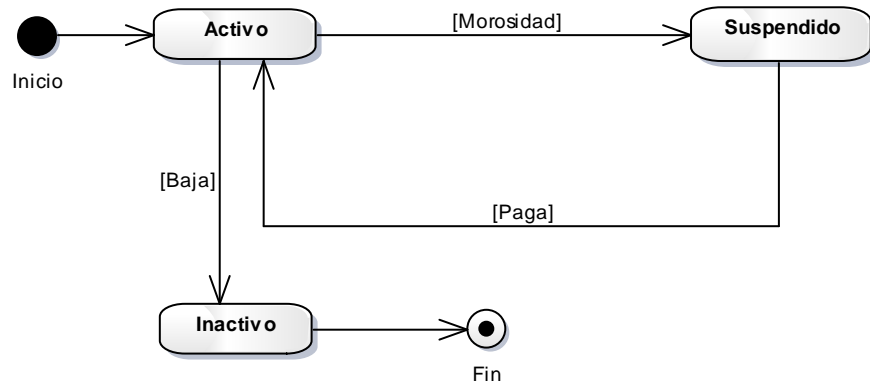 [Morosidad]
Activo
Suspendido
Inicio
[Baja]
[Paga]
Inactivo
Fin